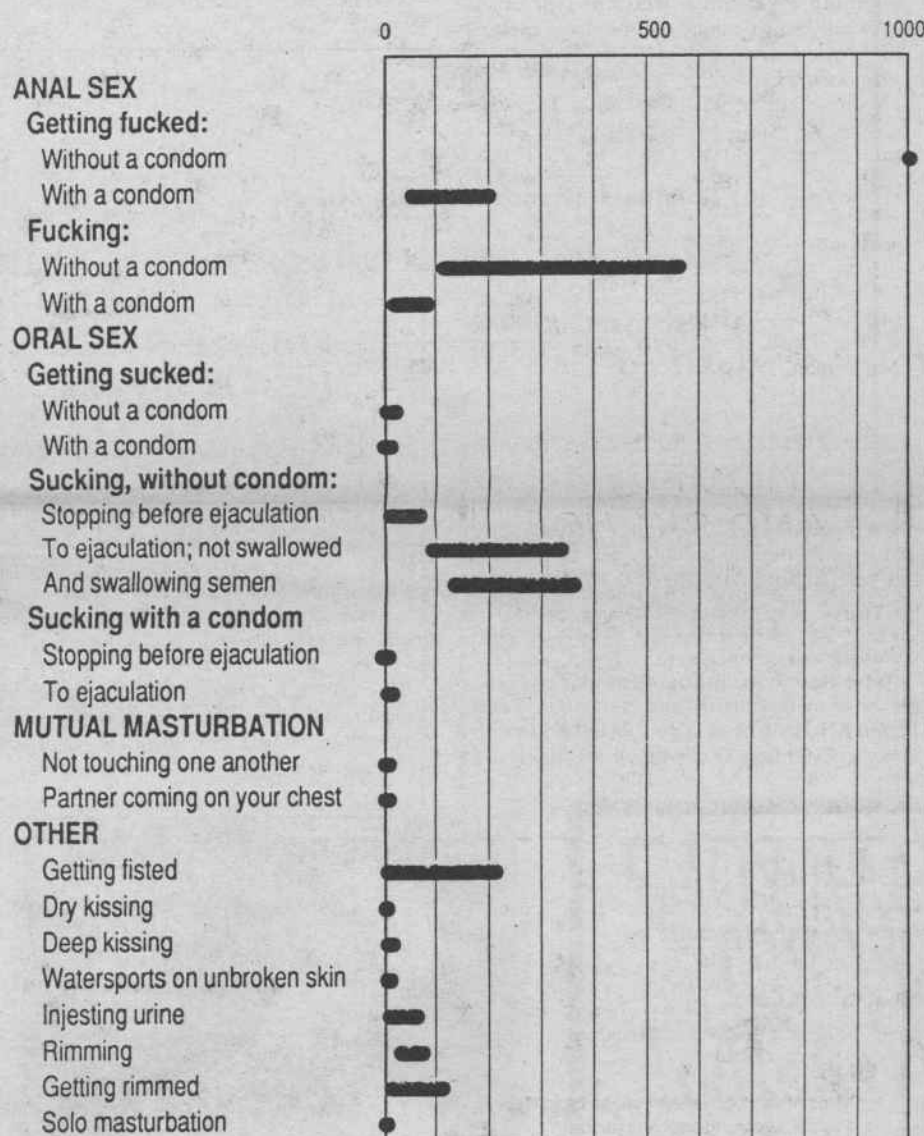 0 500 1000
ANAL SEX
Getting fucked:
Without a condom
With a condom
Fucking:
Without a condom
With a condom
ORAL SEX
Getting sucked:
Without a condom
With a condom
Sucking, without condom:
Stopping before ejaculation
To ejaculation; not swallowed
And swallowing semen
Sucking with a condom
Stopping before ejaculation
To ejaculation
MUTUAL MASTURBATION
Not touching one another
Partner coming on your chest
OTHER
Getting fisted
Dry kissing
Deep kissing
Watersports on unbroken skin
Injesting urine
Rimming
Getting rimmed
Solo masturbation